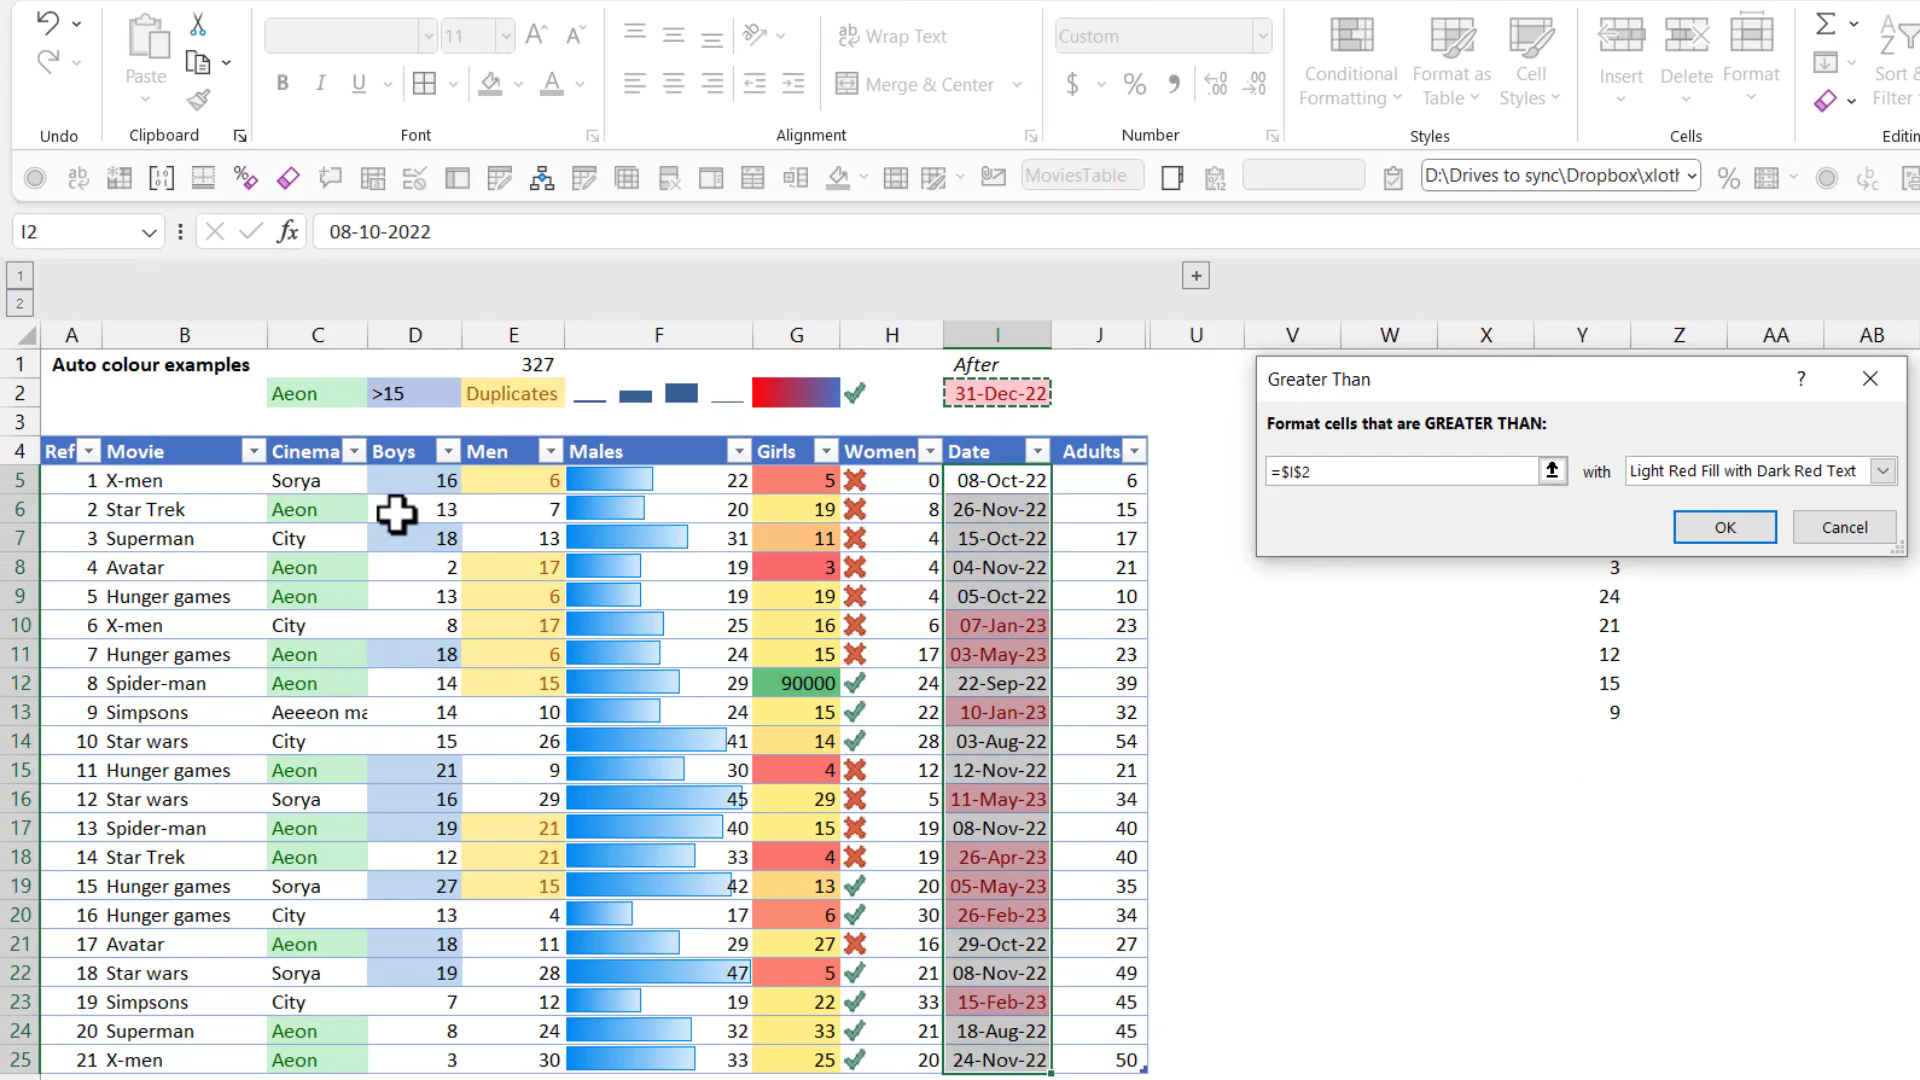 11
Custom
ab Wrap Text
Paste
B I U
Merge & Center
$ % 9
Conditional Formatting
Format as Table
Cell Styles
Insert
Delete
Format
Sort &
Filter
Undo
Clipboard
Font
Alignment
Number
Styles
Cells
Editin
MoviesTable
D:\Drives to sync\Dropbox\xloth
I2
fx
08-10-2022
1
2
A B C D E F G H I J U V W X Y Z AA AB
1 Auto colour examples 327 After
2 Aeon >15 Duplicates 31-Dec-22
3
4 Ref Movie Cinema Boys Men Males Girls Women Date Adults
5 1 X-men Sorya 16 6 22 5 0 08-Oct-22 6
6 2 Star Trek Aeon 13 7 20 19 8 26-Nov-22 15
7 3 Superman City 18 13 31 11 4 15-Oct-22 17
8 4 Avatar Aeon 2 17 19 3 4 04-Nov-22 21 3
9 5 Hunger games Aeon 13 6 19 19 4 05-Oct-22 10 24
10 6 X-men City 8 17 25 16 6 07-Jan-23 23 21
11 7 Hunger games Aeon 18 6 24 15 17 03-May-23 23 12
12 8 Spider-man Aeon 14 15 29 90000 24 22-Sep-22 39 15
13 9 Simpsons Aeeeon ma 14 10 24 15 22 10-Jan-23 32 9
14 10 Star wars City 15 26 41 14 28 03-Aug-22 54
15 11 Hunger games Aeon 21 9 30 4 12 12-Nov-22 21
16 12 Star wars Sorya 16 29 45 29 5 11-May-23 34
17 13 Spider-man Aeon 19 21 40 15 19 08-Nov-22 40
18 14 Star Trek Aeon 12 21 33 4 19 26-Apr-23 40
19 15 Hunger games Sorya 27 15 42 13 20 05-May-23 35
20 16 Hunger games City 13 4 17 6 30 26-Feb-23 34
21 17 Avatar Aeon 18 11 29 27 16 29-Oct-22 27
22 18 Star wars Sorya 19 28 47 5 21 08-Nov-22 49
23 19 Simpsons City 7 12 19 22 33 15-Feb-23 45
24 20 Superman Aeon 8 24 32 33 21 18-Aug-22 45
25 21 X-men Aeon 3 30 33 25 20 24-Nov-22 50
Greater Than ?
Format cells that are GREATER THAN:
=$I$2 with Light Red Fill with Dark Red Text
OK Cancel